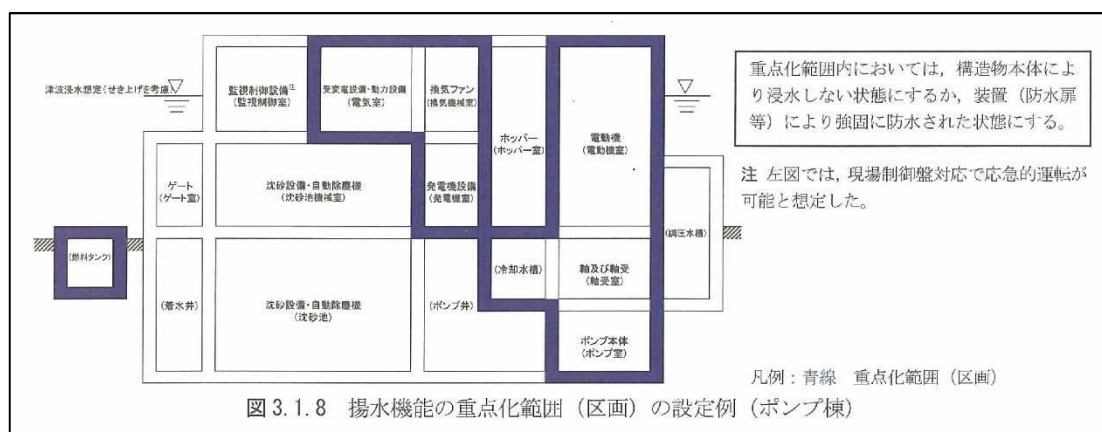 津波浸水想定(せき上げを考慮)
監視制御設備注
(監視制御室)
受変電設備・動力設備
(電気室)
換気ファン
(換気機械室)
ホッパー
(ホッパー室)
電動機
(電動機室)
ゲート
(ゲート室)
沈砂設備・自動除塵機
(沈砂池機械室)
発電機設備
(発電機室)
(調圧水槽)
(燃料タンク)
(着水井)
沈砂設備・自動除塵機
(沈砂池)
(ポンプ井)
(冷却水槽)
軸及び軸受
(軸受室)
ポンプ本体
(ポンプ室)
重点化範囲内においては,構造物本体によ
り浸水しない状態にするか,装置(防水扉
等)により強固に防水された状態にする。
注 左図では,現場制御盤対応で応急的運転が
可能と想定した。
凡例:青線 重点化範囲(区画)
図3.1.8 揚水機能の重点化範囲(区画)の設定例(ポンプ棟)